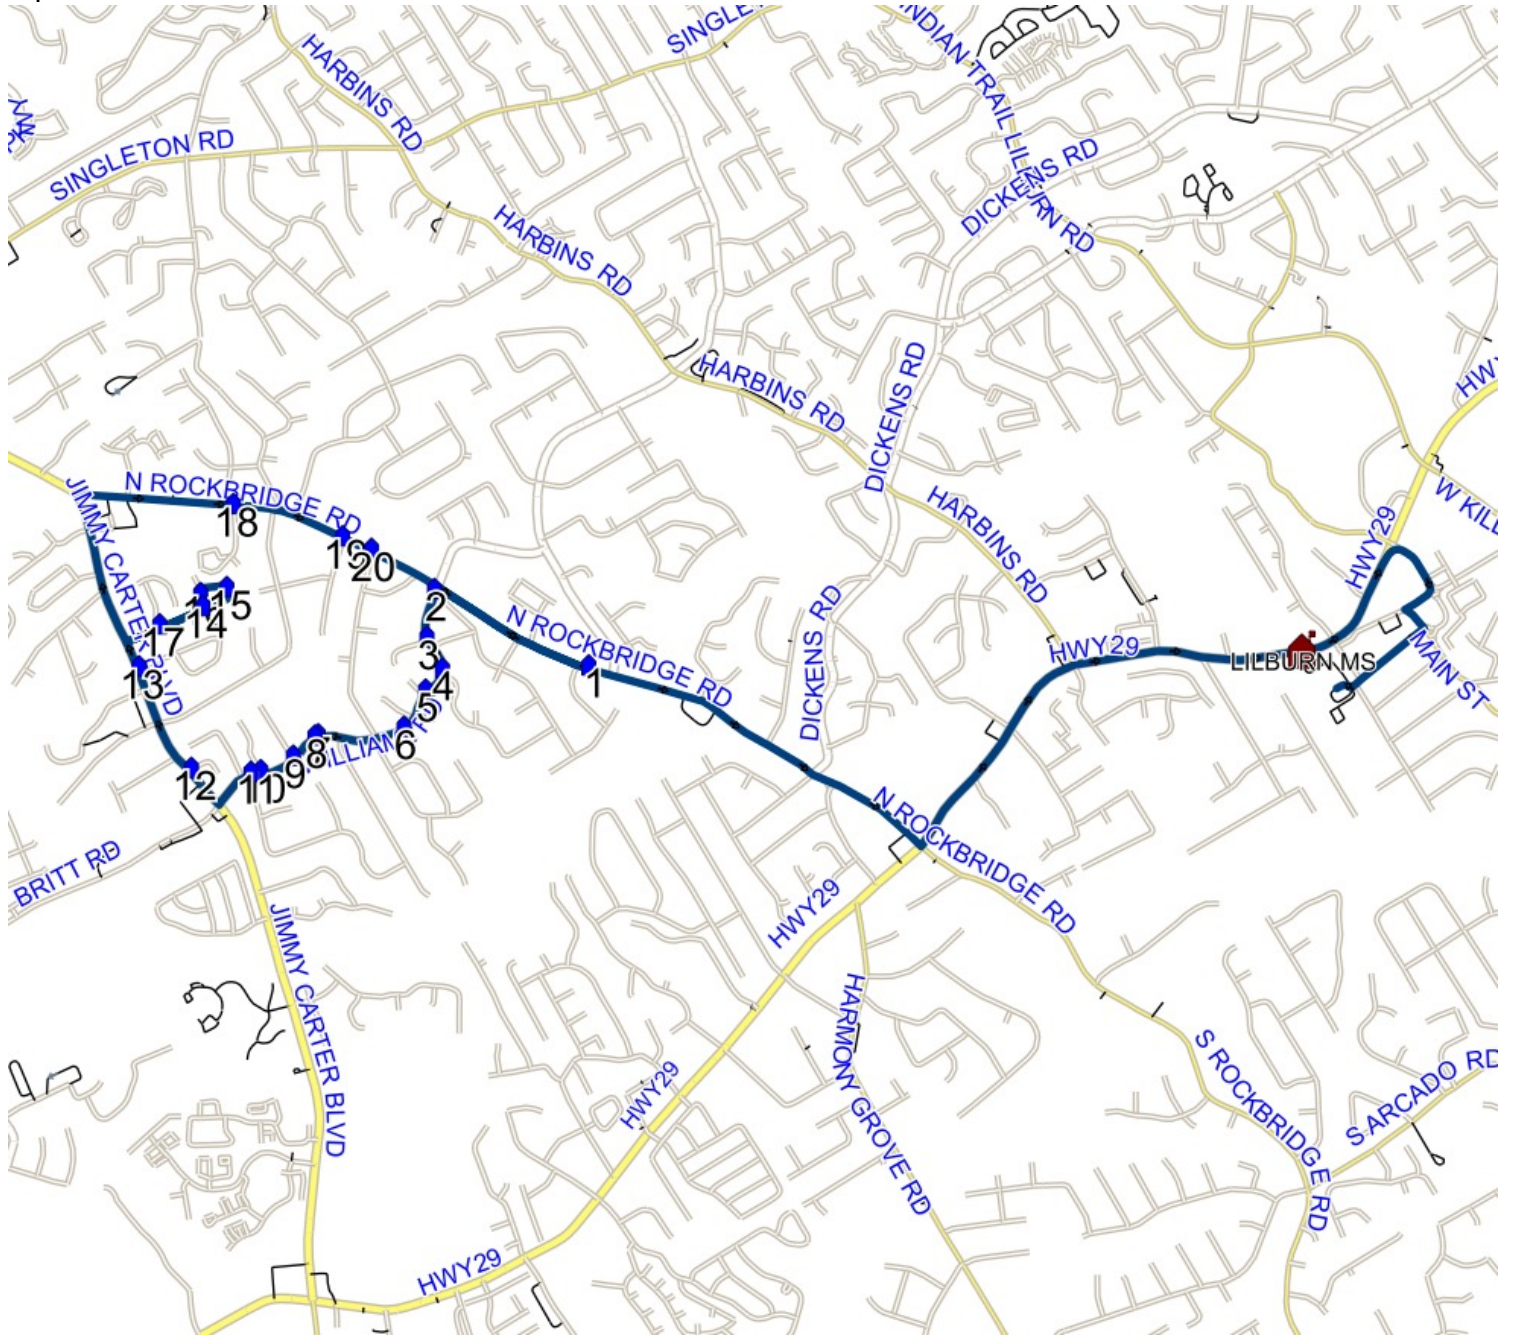 HARBINS RD
SINGLETON RD
INDIAN TRAIL LILBURN RD
DICKENS RD
HARBINS RD
HARBINS RD
DICKENS RD
HWY
HARBINS RD
W KILL
HWY29
N ROCKBRIDGE RD
18
19
20
JIMMY CARTER BLVD
15
14
17
13
12
2
3
4
5
6
8
9
10
N ROCKBRIDGE RD
1
DICKENS RD
HWY29
LILBURN MS
MAIN ST
BRITT RD
N ROCKBRIDGE RD
HWY29
JIMMY CARTER BLVD
HARMONY GROVE RD
HWY29
S ROCKBRIDGE RD
S ARCADO RD
HWY29